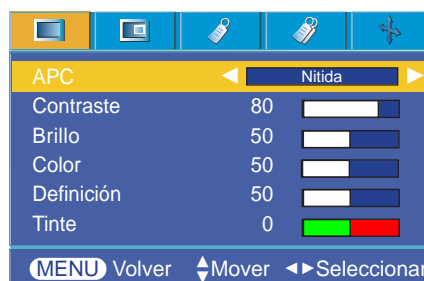 APC ◀ Nitida ▶
Contraste 80
Brillo 50
Color 50
Definición 50
Tinte 0
MENU Volver Mover ◀▶Seleccionar